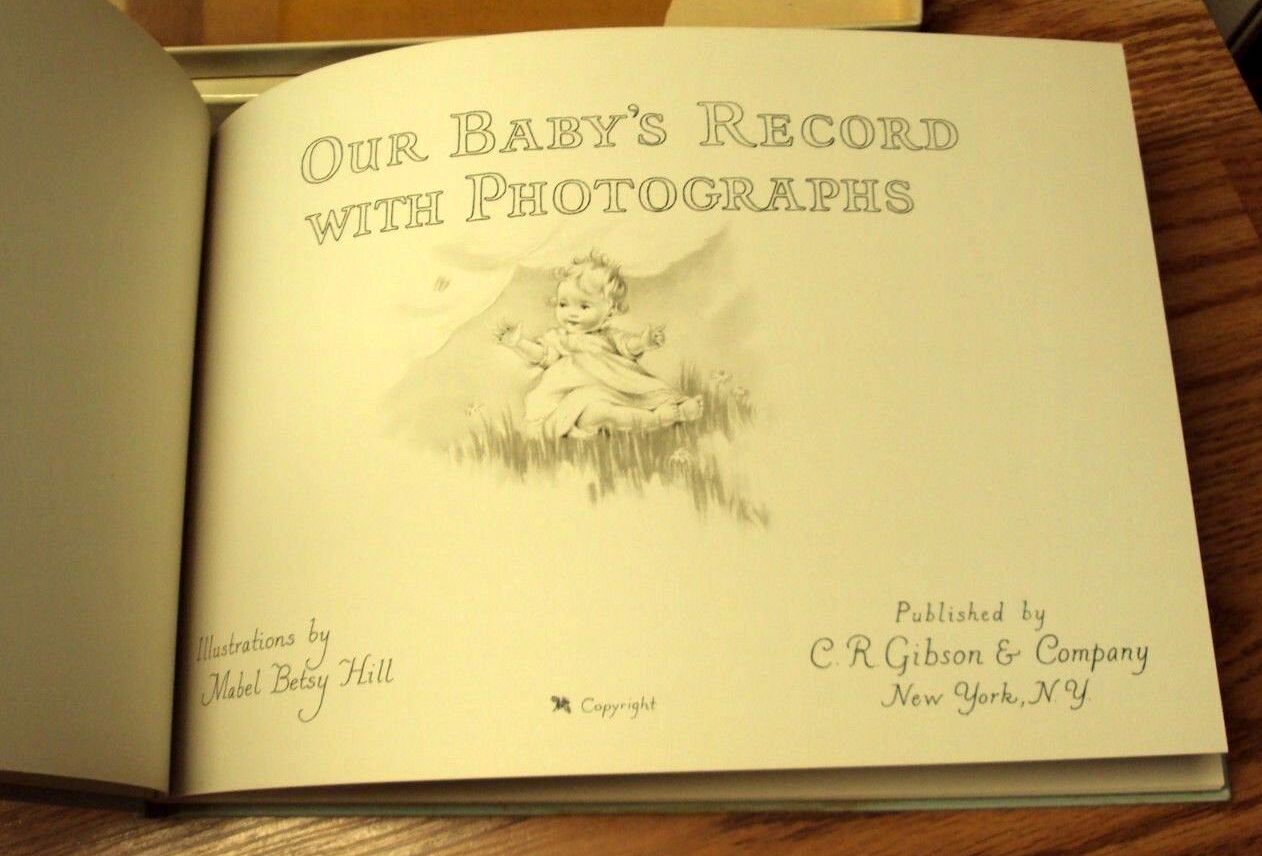 OUR BABY'S RECORD
WITH PHOTOGRAPHS
Illustrations by
Mabel Betsy Hill
Copyright
Published by
C. R. Gibson & Company
New York, N.Y.